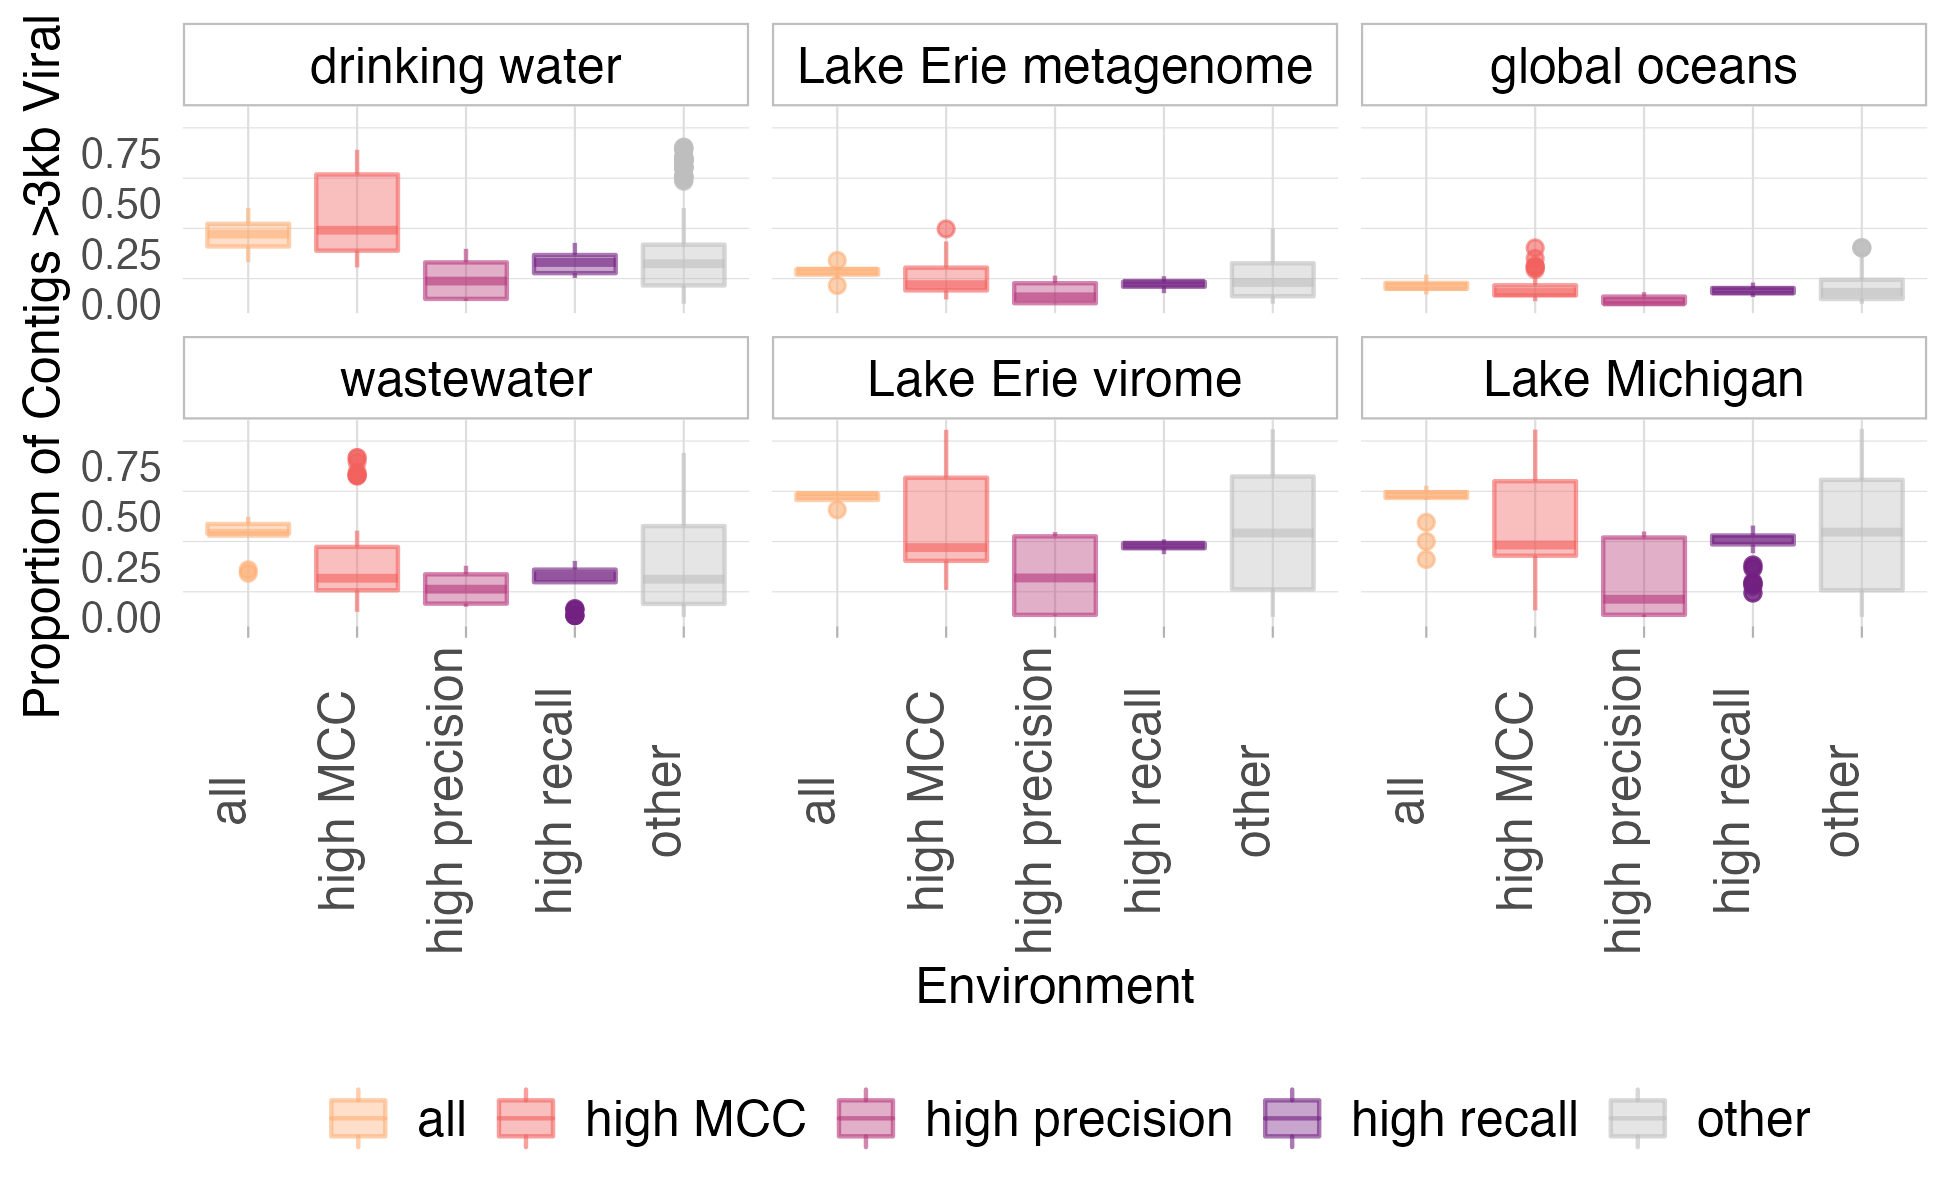 Proportion of Contigs >3kb Viral
drinking water
Lake Erie metagenome
global oceans
0.75
0.50
0.25
0.00
wastewater
Lake Erie virome
Lake Michigan
0.75
0.50
0.25
0.00
all
high MCC
high precision
high recall
other
all
high MCC
high precision
high recall
other
all
high MCC
high precision
high recall
other
Environment
all
high MCC
high precision
high recall
other